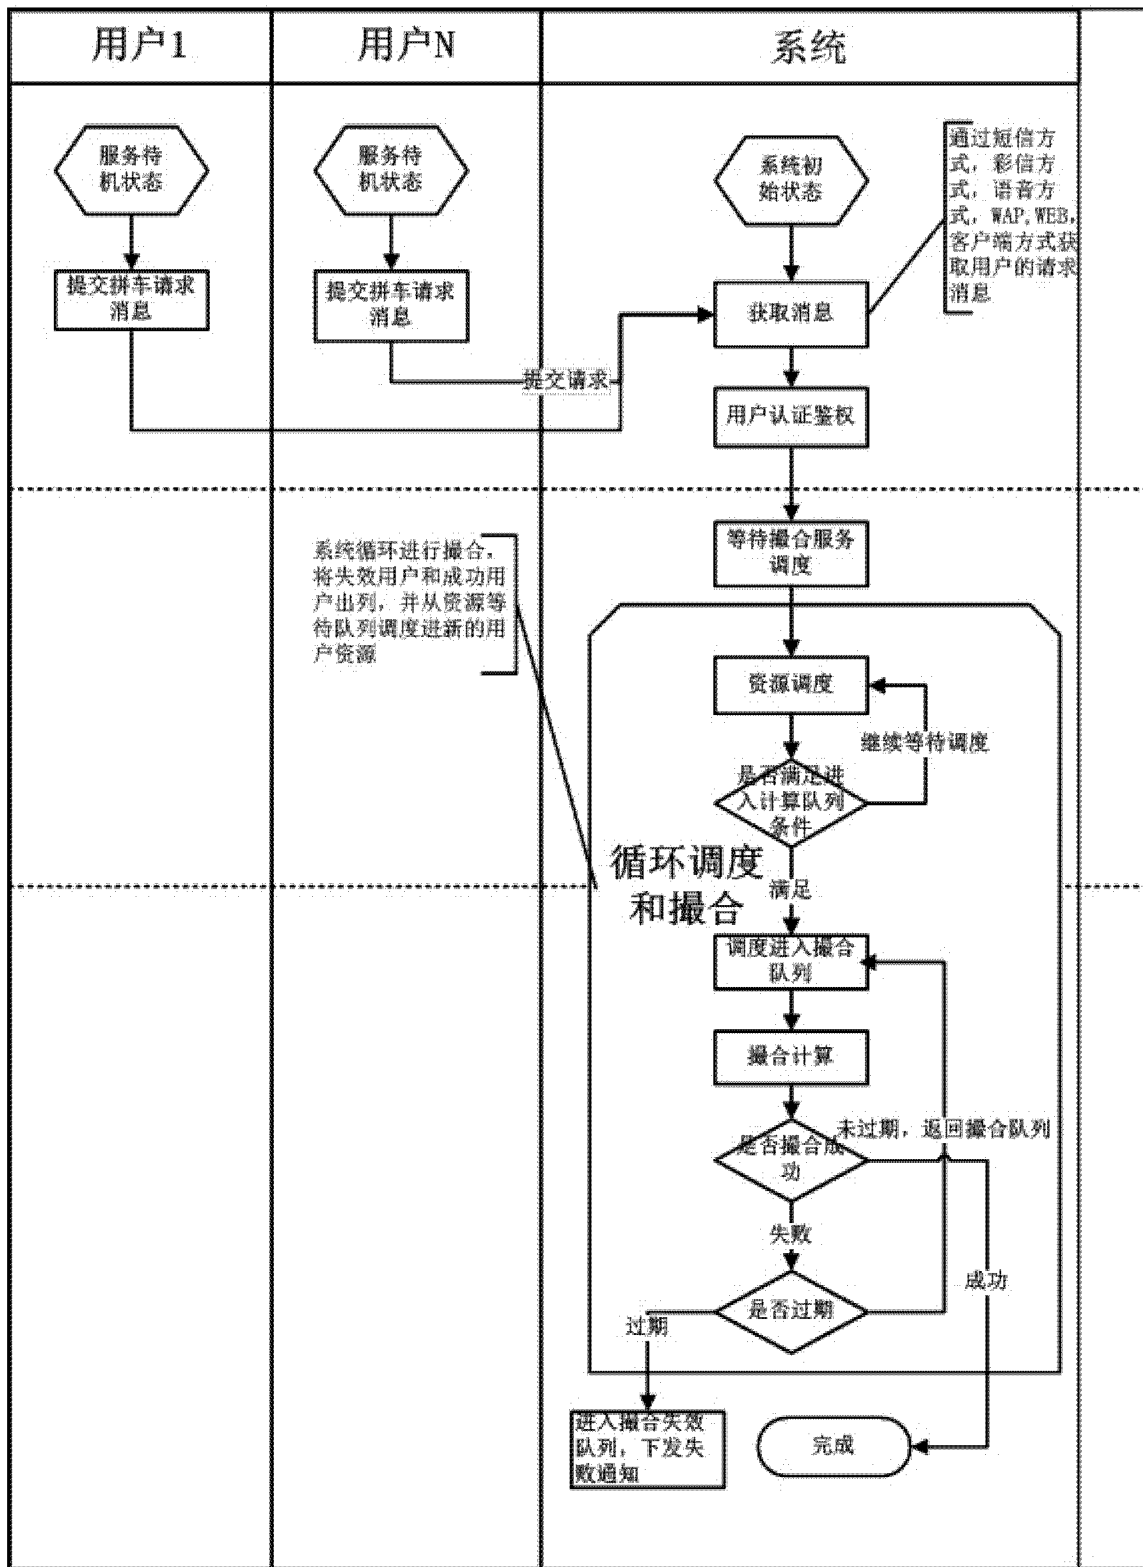 用户1
用户N
系统
服务待
机状态
服务待
机状态
系统初
始状态
通过短信方
式，彩信方
式，语音方
式，WAP,WEB，
客户端方式获
取用户的请求
消息
提交拼车请求
消息
提交拼车请求
消息
获取消息
提交请求
用户认证鉴权
等待撮合服务
调度
系统循环进行撮合，
将失效用户和成功用
户出列，并从资源等
待队列调度进新的用
户资源
资源调度
继续等待调度
是否满足进
入计算队列
条件
循环调度
和撮合
满足
调度进入撮合
队列
撮合计算
未过期，返回撮合队列
是否撮合成
功
失败
成功
是否过期
过期
进入撮合失效
队列，下发失
败通知
完成